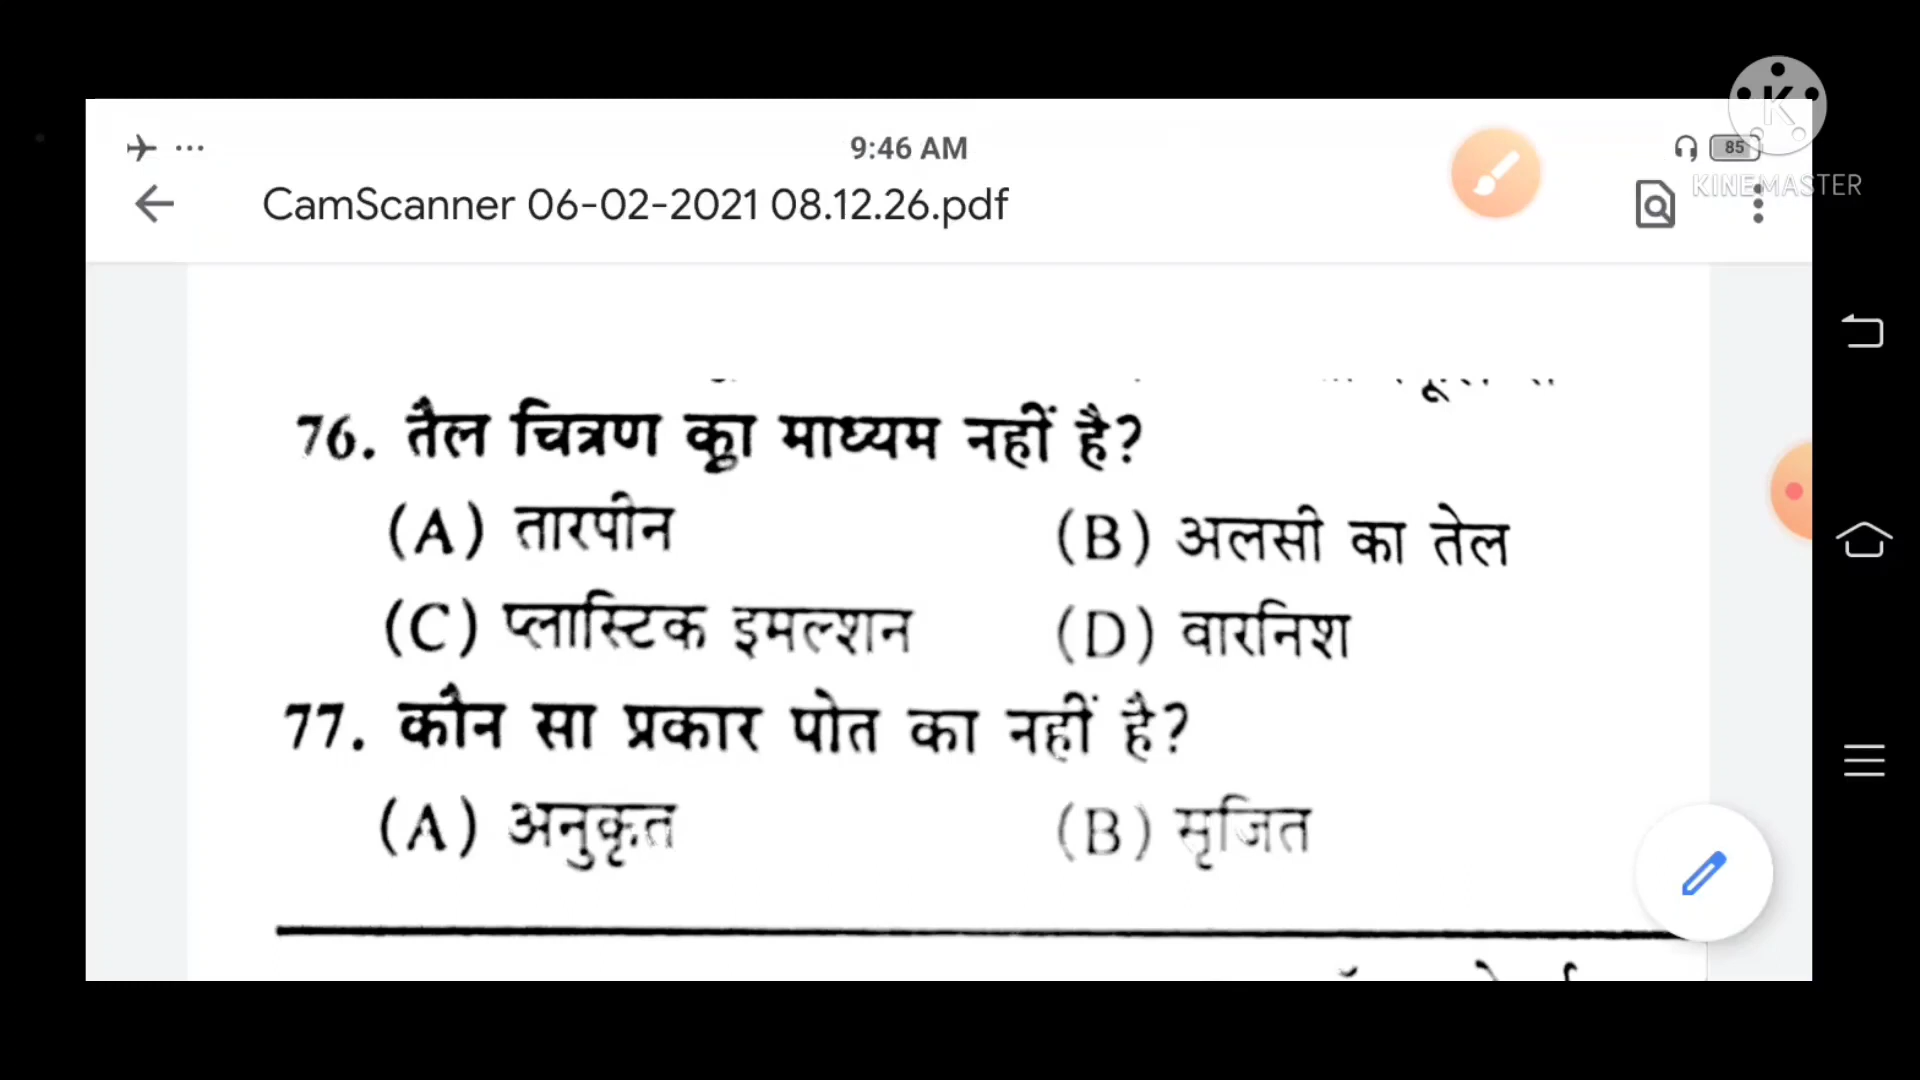 9:46 AM
85
K
KINEMASTER
CamScanner 06-02-2021 08.12.26.pdf
76. तैल चित्रण का माध्यम नहीं है?
(A) तारपीन (B) अलसी का तेल
(C) प्लास्टिक इमल्शन (D) वारनिश
77. कौन सा प्रकार पोत का नहीं है?
(A) अनुकृत (B) सृजित